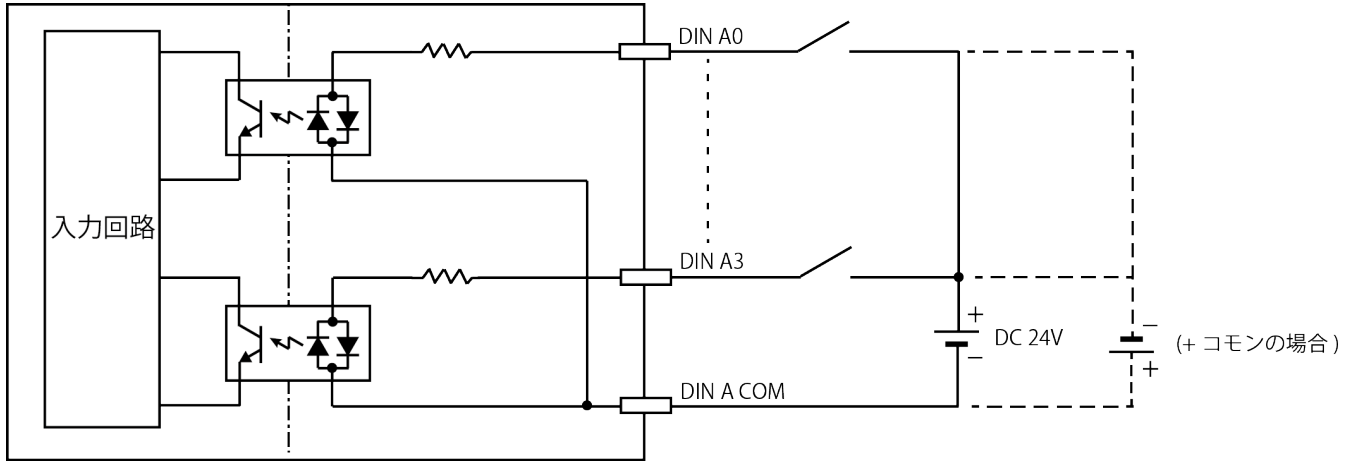 DIN A0
入力回路
DIN A3
+
DC 24V
−
−
(+ コモンの場合 )
+
DIN A COM